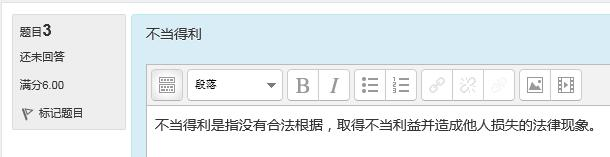 题目3
还未回答
满分6.00
标记题目
不当得利
段落
B I
不当得利是指没有合法根据，取得不当利益并造成他人损失的法律现象。